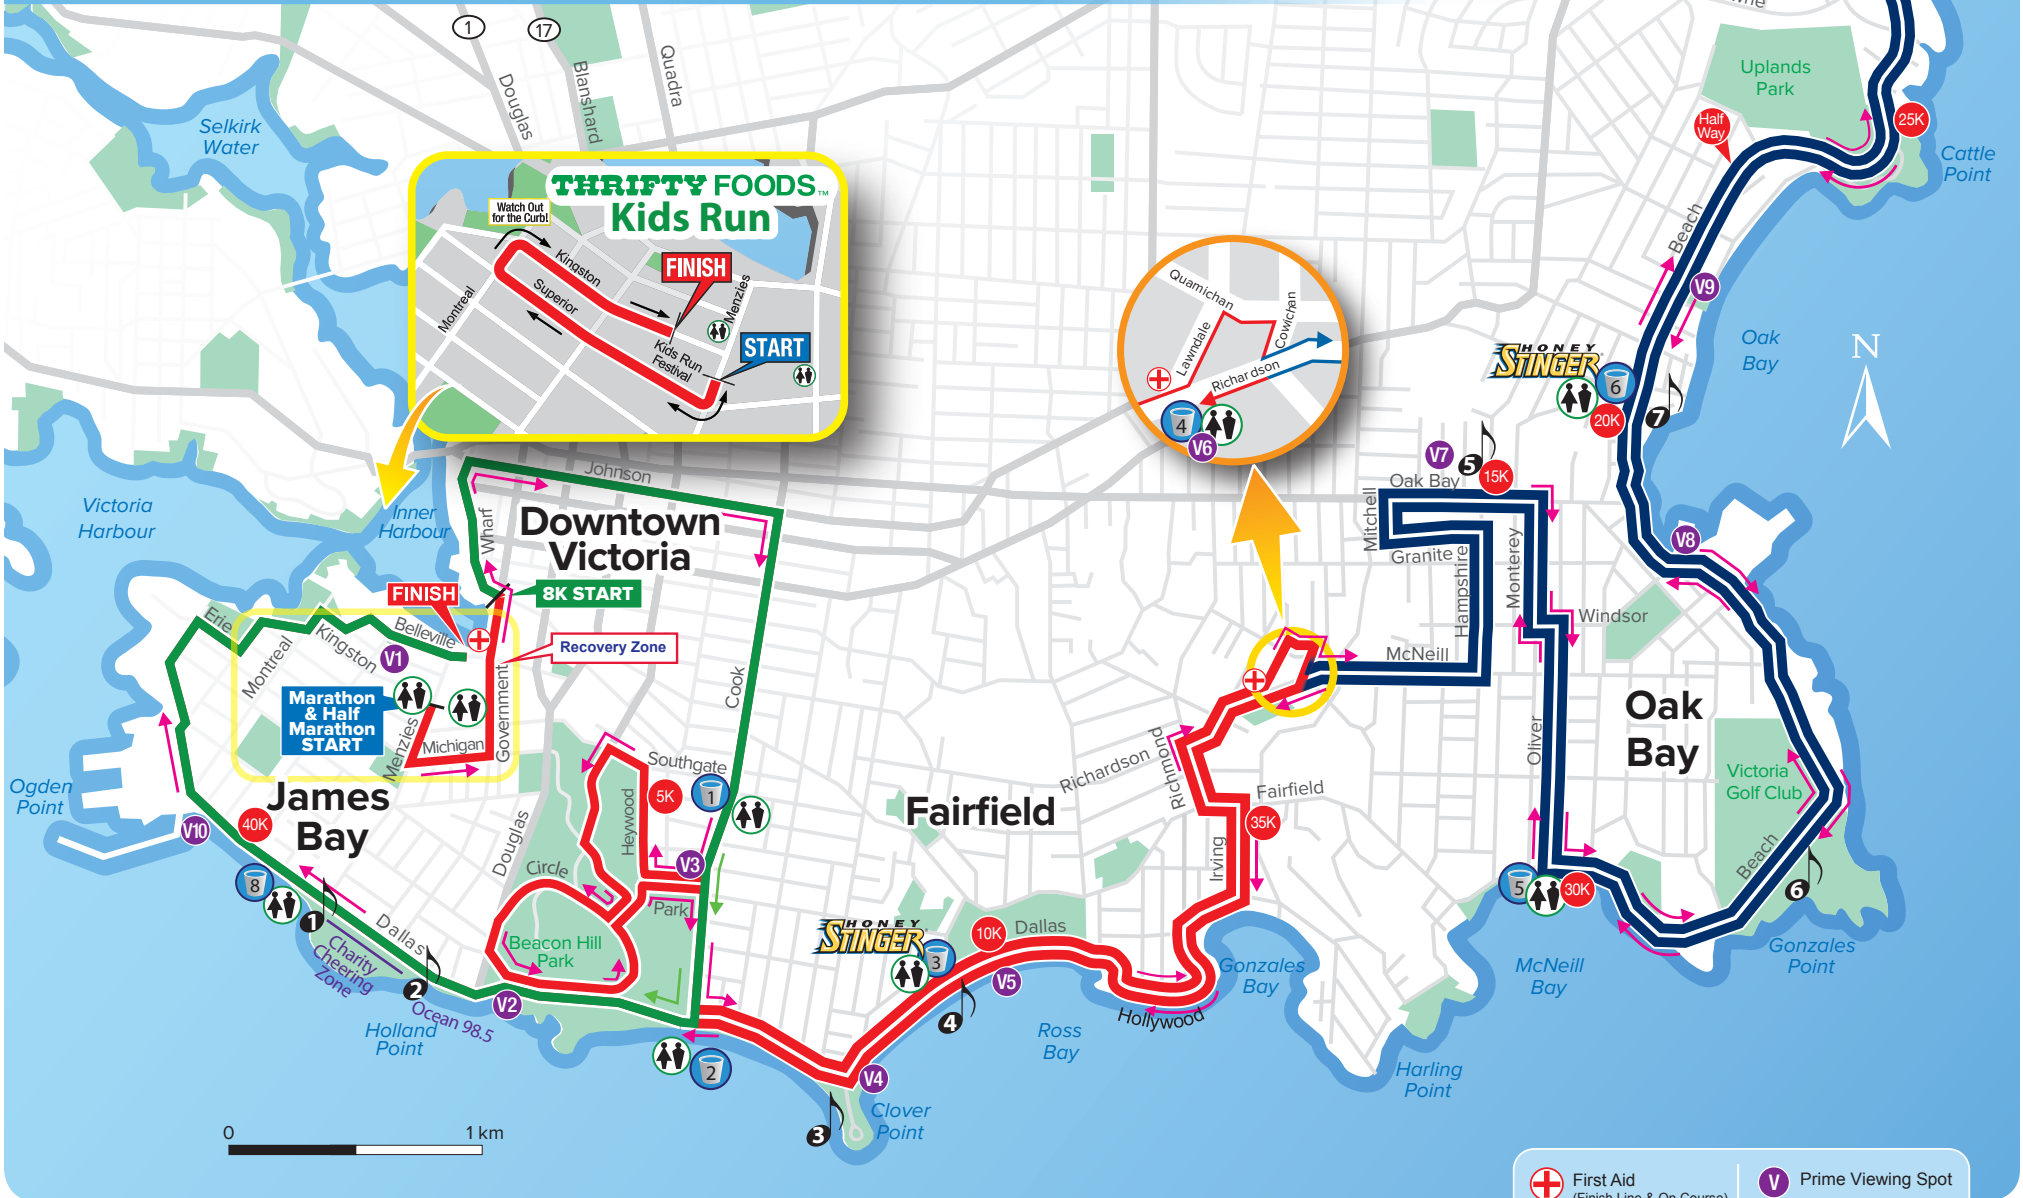 1
17
Douglas
Blanshard
Quadra
Uplands
Park
Half
Way
25K
Cattle
Point
Selkirk
Water
THRIFTY FOODS™
Kids Run
Watch Out
for the Curb!
Kingston
FINISH
Superior
Montreal
Menzies
Kids Run
Festival
START
Quamichan
Cowichan
Lawndale
Richardson
4
V6
Beach
V9
Oak
Bay
N
HONEY
STINGER
6
20K
7
V7
5
15K
Oak Bay
Mitchell
Granite
Hampshire
Monterey
Windsor
McNeill
V8
Victoria
Harbour
Inner
Harbour
Johnson
Wharf
Downtown
Victoria
FINISH
8K START
Recovery Zone
Erie
Belleville
Kingston
Montreal
V1
Marathon
& Half
Marathon
START
Menzies
Michigan
Government
Cook
Ogden
Point
James
Bay
V10
40K
8
1
Douglas
Southgate
5K
1
Heywood
V3
Circle
Park
Beacon Hill
Park
Dallas
Charity
Cheering
Zone
2
Ocean 98.5
V2
Holland
Point
2
Fairfield
Richardson
Richmond
Fairfield
35K
Irving
HONEY
STINGER
3
10K
Dallas
V5
4
V4
3
Clover
Point
Ross
Bay
Hollywood
Gonzales
Bay
Oliver
Oak
Bay
Victoria
Golf Club
Beach
6
5
30K
Gonzales
Point
McNeill
Bay
Harling
Point
0 1 km
First Aid
(Finish Line & On Course)
V Prime Viewing Spot